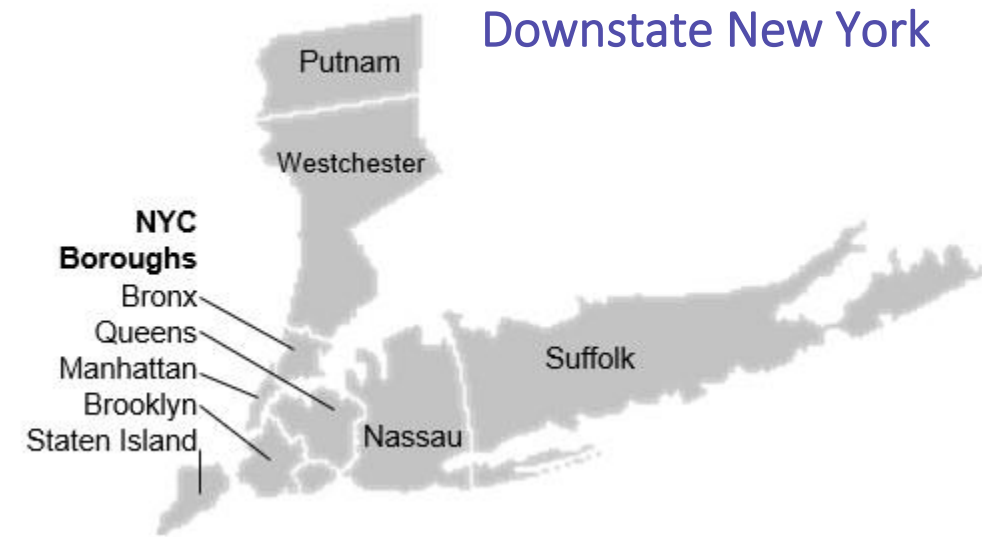 Downstate New York
Putnam
Westchester
NYC
Boroughs
Bronx
Queens
Manhattan
Brooklyn
Staten Island
Suffolk
Nassau